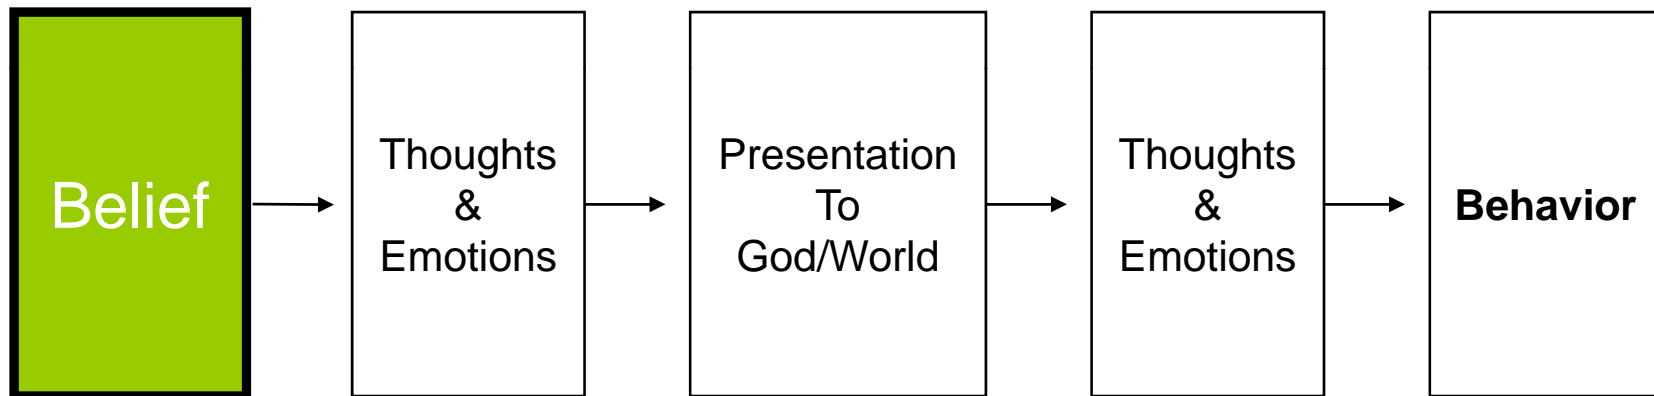 Belief
Thoughts
&
Emotions
Presentation
To
God/World
Thoughts
&
Emotions
Behavior